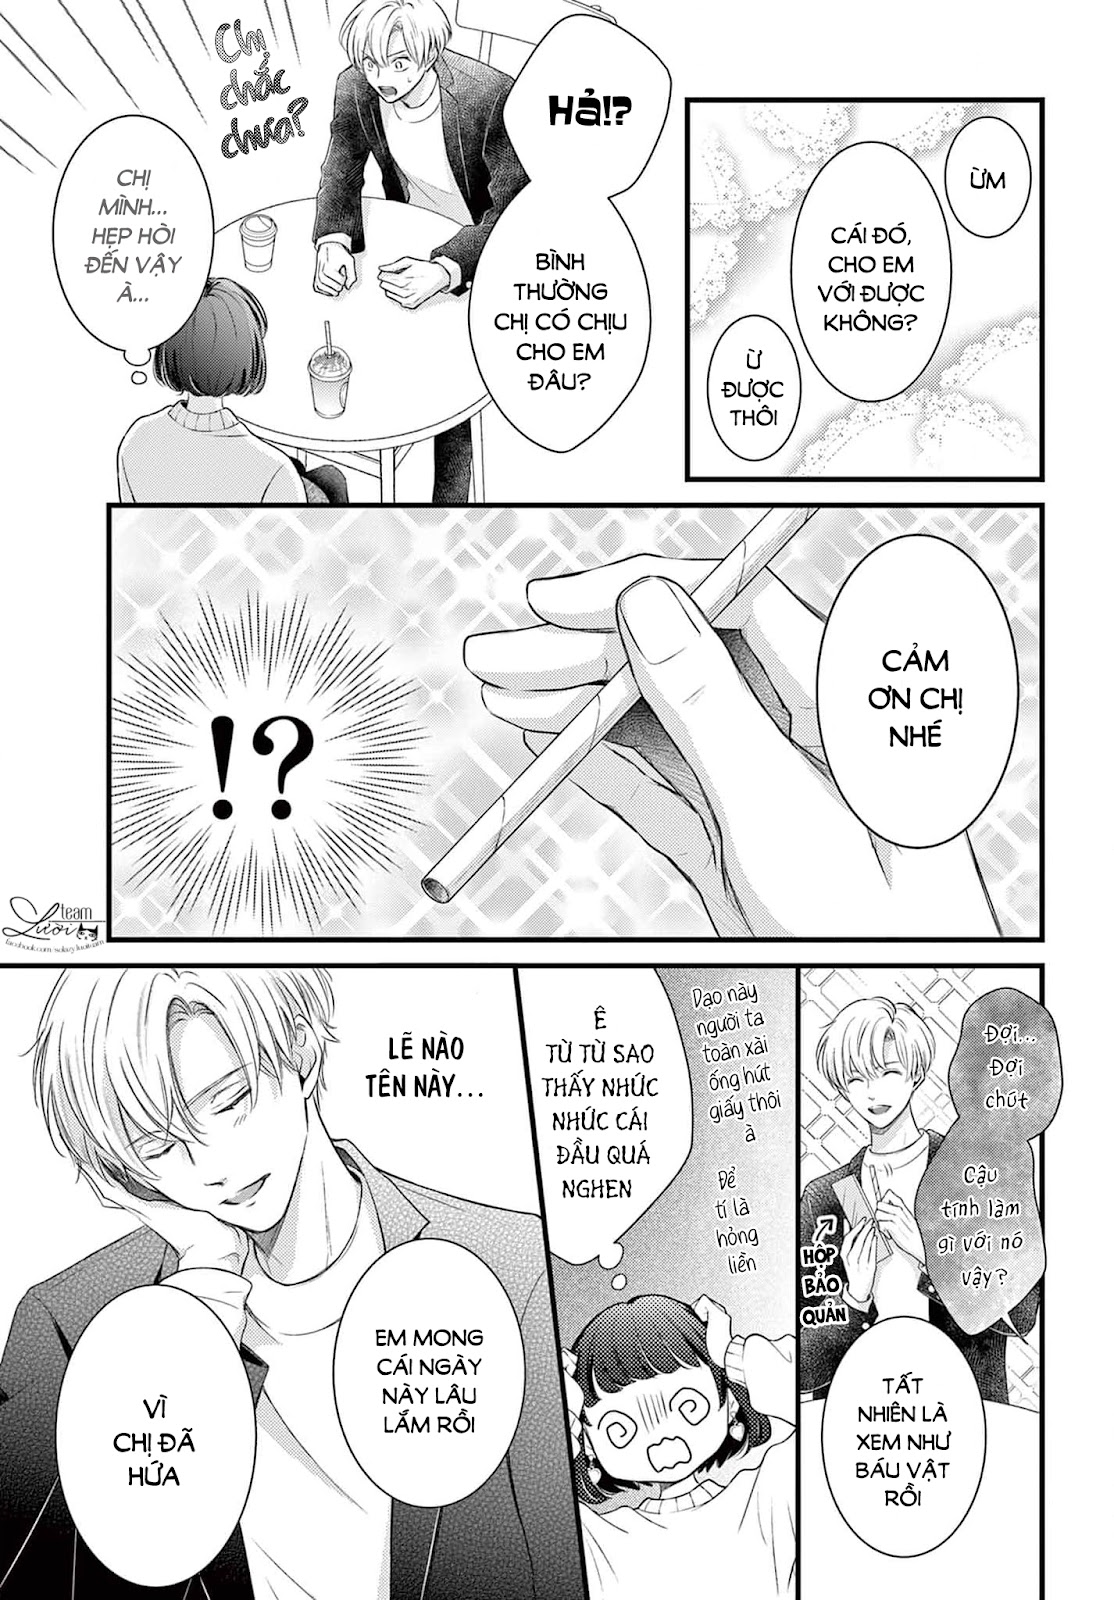 ỪM
CÁI ĐÓ,
CHO EM
VỚI ĐƯỢC
KHÔNG?
Ừ
ĐƯỢC
THÔI
HẢ!?
BÌNH
THƯỜNG
CHỊ CÓ CHỊU
CHO EM
ĐÂU?
Chị
chắc
chưa?
CHỊ
MÌNH...
HẸP HÒI
ĐẾN VẬY
À...
CẢM
ƠN CHỊ
NHÉ
!?
team
Lười
facebook.com/solazy.luoiteam
Đợi...
Đợi
chút
Cậu
tính làm
gì với nó
vậy?
HỘP
BẢO
QUẢN
TẤT
NHIÊN LÀ
XEM NHƯ
BÁU VẬT
RỒI
Dạo này
người ta
toàn xài
ống hút
giấy thôi
à
Để
tí là
hỏng
liền
Ê
TỪ TỪ SAO
THẤY NHỨC
NHỨC CÁI
ĐẦU QUÁ
NGHEN
LẼ NÀO
TÊN NÀY...
EM MONG
CÁI NGÀY
NÀY LÂU
LẮM RỒI
VÌ
CHỊ ĐÃ
HỨA